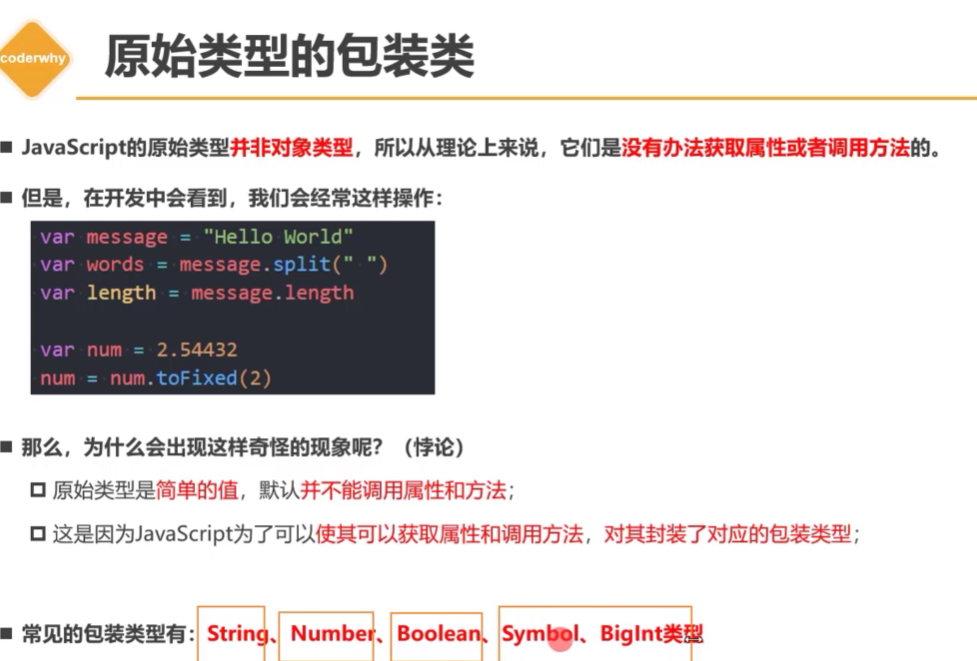 coderwhy
原始类型的包装类
JavaScript的原始类型并非对象类型，所以从理论上来说，它们是没有办法获取属性或者调用方法的。
但是，在开发中会看到，我们会经常这样操作：
var message = "Hello World"
var words = message.split(" ")
var length = message.length
var num = 2.54432
num = num.toFixed(2)
那么，为什么会出现这样奇怪的现象呢？（悖论）
原始类型是简单的值，默认并不能调用属性和方法；
这是因为JavaScript为了可以使其可以获取属性和调用方法，对其封装了对应的包装类型；
常见的包装类型有：String、Number、Boolean、Symbol、BigInt类型